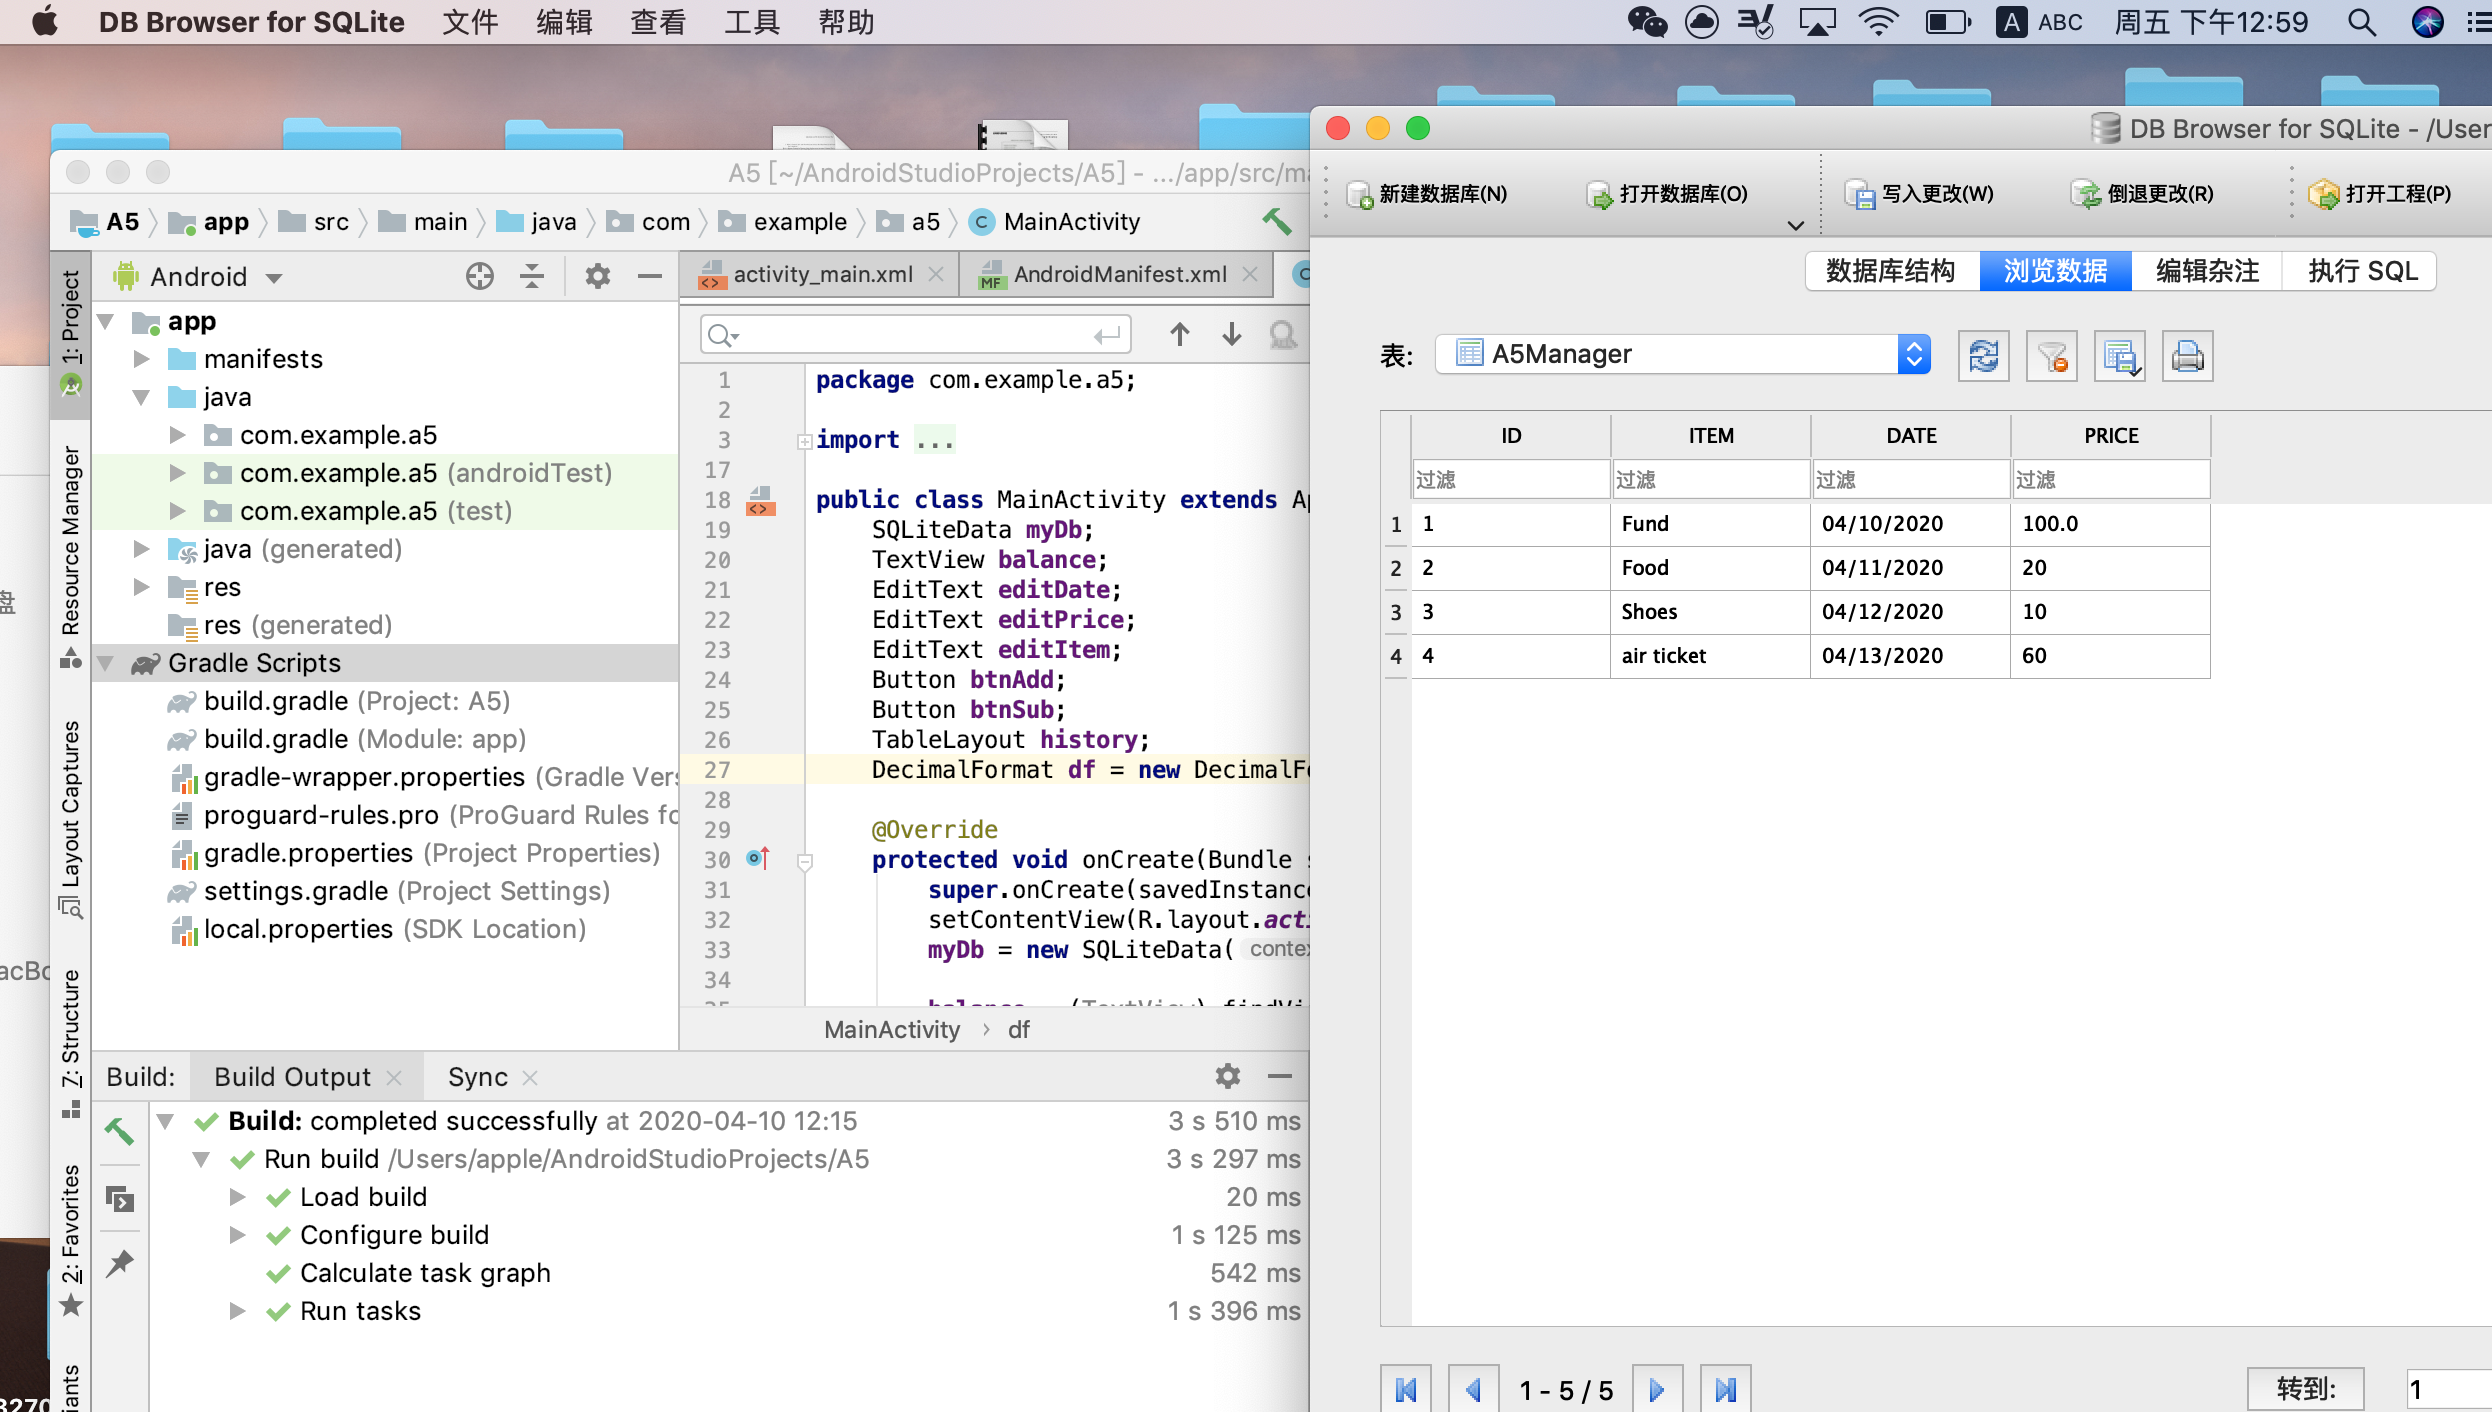 DB Browser for SQLite 文件 编辑 查看 工具 帮助 A ABC 周五 下午12:59
A5 [~/AndroidStudioProjects/A5] - .../app/src/ma
A5 app src main java com example a5 C MainActivity
1: Project
Resource Manager
Layout Captures
7: Structure
2: Favorites
iants
盘
acBo
3270
Android
app
manifests
java
com.example.a5
com.example.a5 (androidTest)
com.example.a5 (test)
java (generated)
res
res (generated)
Gradle Scripts
build.gradle (Project: A5)
build.gradle (Module: app)
gradle-wrapper.properties (Gradle Vers
proguard-rules.pro (ProGuard Rules fo
gradle.properties (Project Properties)
settings.gradle (Project Settings)
local.properties (SDK Location)
activity_main.xml MF AndroidManifest.xml C
1 package com.example.a5;
2
3 import ...
17
18 public class MainActivity extends Ap
19 SQLiteData myDb;
20 TextView balance;
21 EditText editDate;
22 EditText editPrice;
23 EditText editItem;
24 Button btnAdd;
25 Button btnSub;
26 TableLayout history;
27 DecimalFormat df = new DecimalFo
28
29 @Override
30 protected void onCreate(Bundle s
31 super.onCreate(savedInstance
32 setContentView(R.layout.acti
33 myDb = new SQLiteData( contex
34
35 balance = (TextView) findVi
MainActivity › df
Build: Build Output Sync
Build: completed successfully at 2020-04-10 12:15 3 s 510 ms
Run build /Users/apple/AndroidStudioProjects/A5 3 s 297 ms
Load build 20 ms
Configure build 1 s 125 ms
Calculate task graph 542 ms
Run tasks 1 s 396 ms
DB Browser for SQLite - /User
新建数据库(N) 打开数据库(O) 写入更改(W) 倒退更改(R) 打开工程(P)
数据库结构 浏览数据 编辑杂注 执行 SQL
表: A5Manager
ID ITEM DATE PRICE
过滤 过滤 过滤 过滤
1 1 Fund 04/10/2020 100.0
2 2 Food 04/11/2020 20
3 3 Shoes 04/12/2020 10
4 4 air ticket 04/13/2020 60
1 - 5 / 5 转到: 1